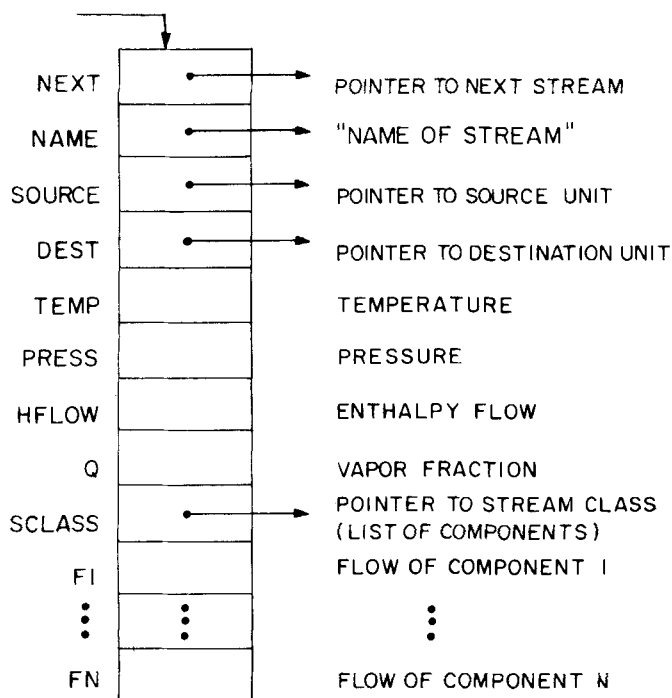 NEXT POINTER TO NEXT STREAM
NAME "NAME OF STREAM"
SOURCE POINTER TO SOURCE UNIT
DEST POINTER TO DESTINATION UNIT
TEMP TEMPERATURE
PRESS PRESSURE
HFLOW ENTHALPY FLOW
Q VAPOR FRACTION
SCLASS POINTER TO STREAM CLASS
(LIST OF COMPONENTS)
F1 FLOW OF COMPONENT 1
FN FLOW OF COMPONENT N